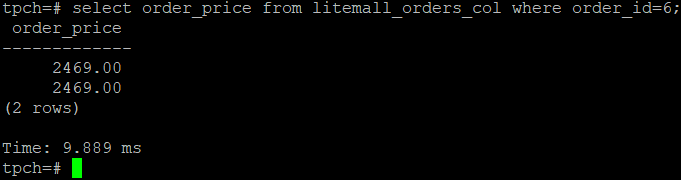 tpch=# select order_price from litemall_orders_col where order_id=6;
 order_price
-------------
     2469.00
     2469.00
(2 rows)

Time: 9.889 ms
tpch=#